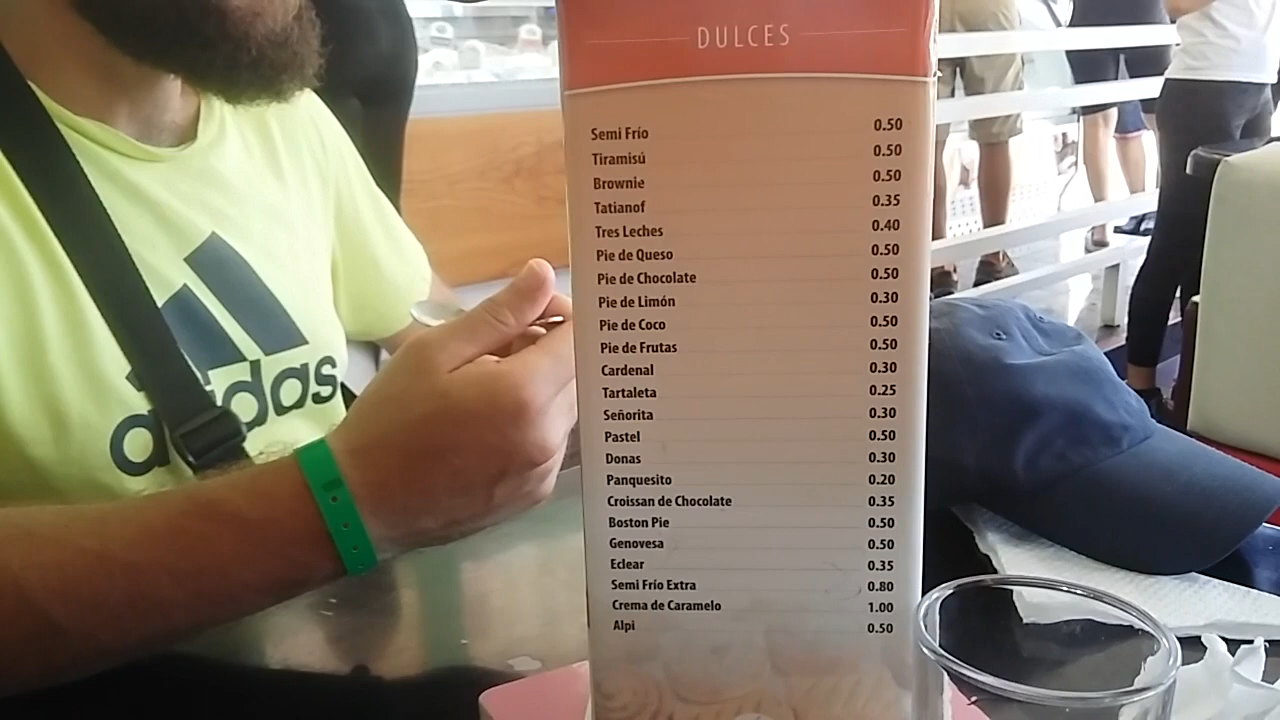 DULCES
Semi Frío 0.50
Tiramisú 0.50
Brownie 0.50
Tatianof 0.35
Tres Leches 0.40
Pie de Queso 0.50
Pie de Chocolate 0.50
Pie de Limón 0.30
Pie de Coco 0.50
Pie de Frutas 0.50
Cardenal 0.30
Tartaleta 0.25
Señorita 0.30
Pastel 0.50
Donas 0.30
Panquesito 0.20
Croissan de Chocolate 0.35
Boston Pie 0.50
Genovesa 0.50
Eclear 0.35
Semi Frío Extra 0.80
Crema de Caramelo 1.00
Alpi 0.50
adidas